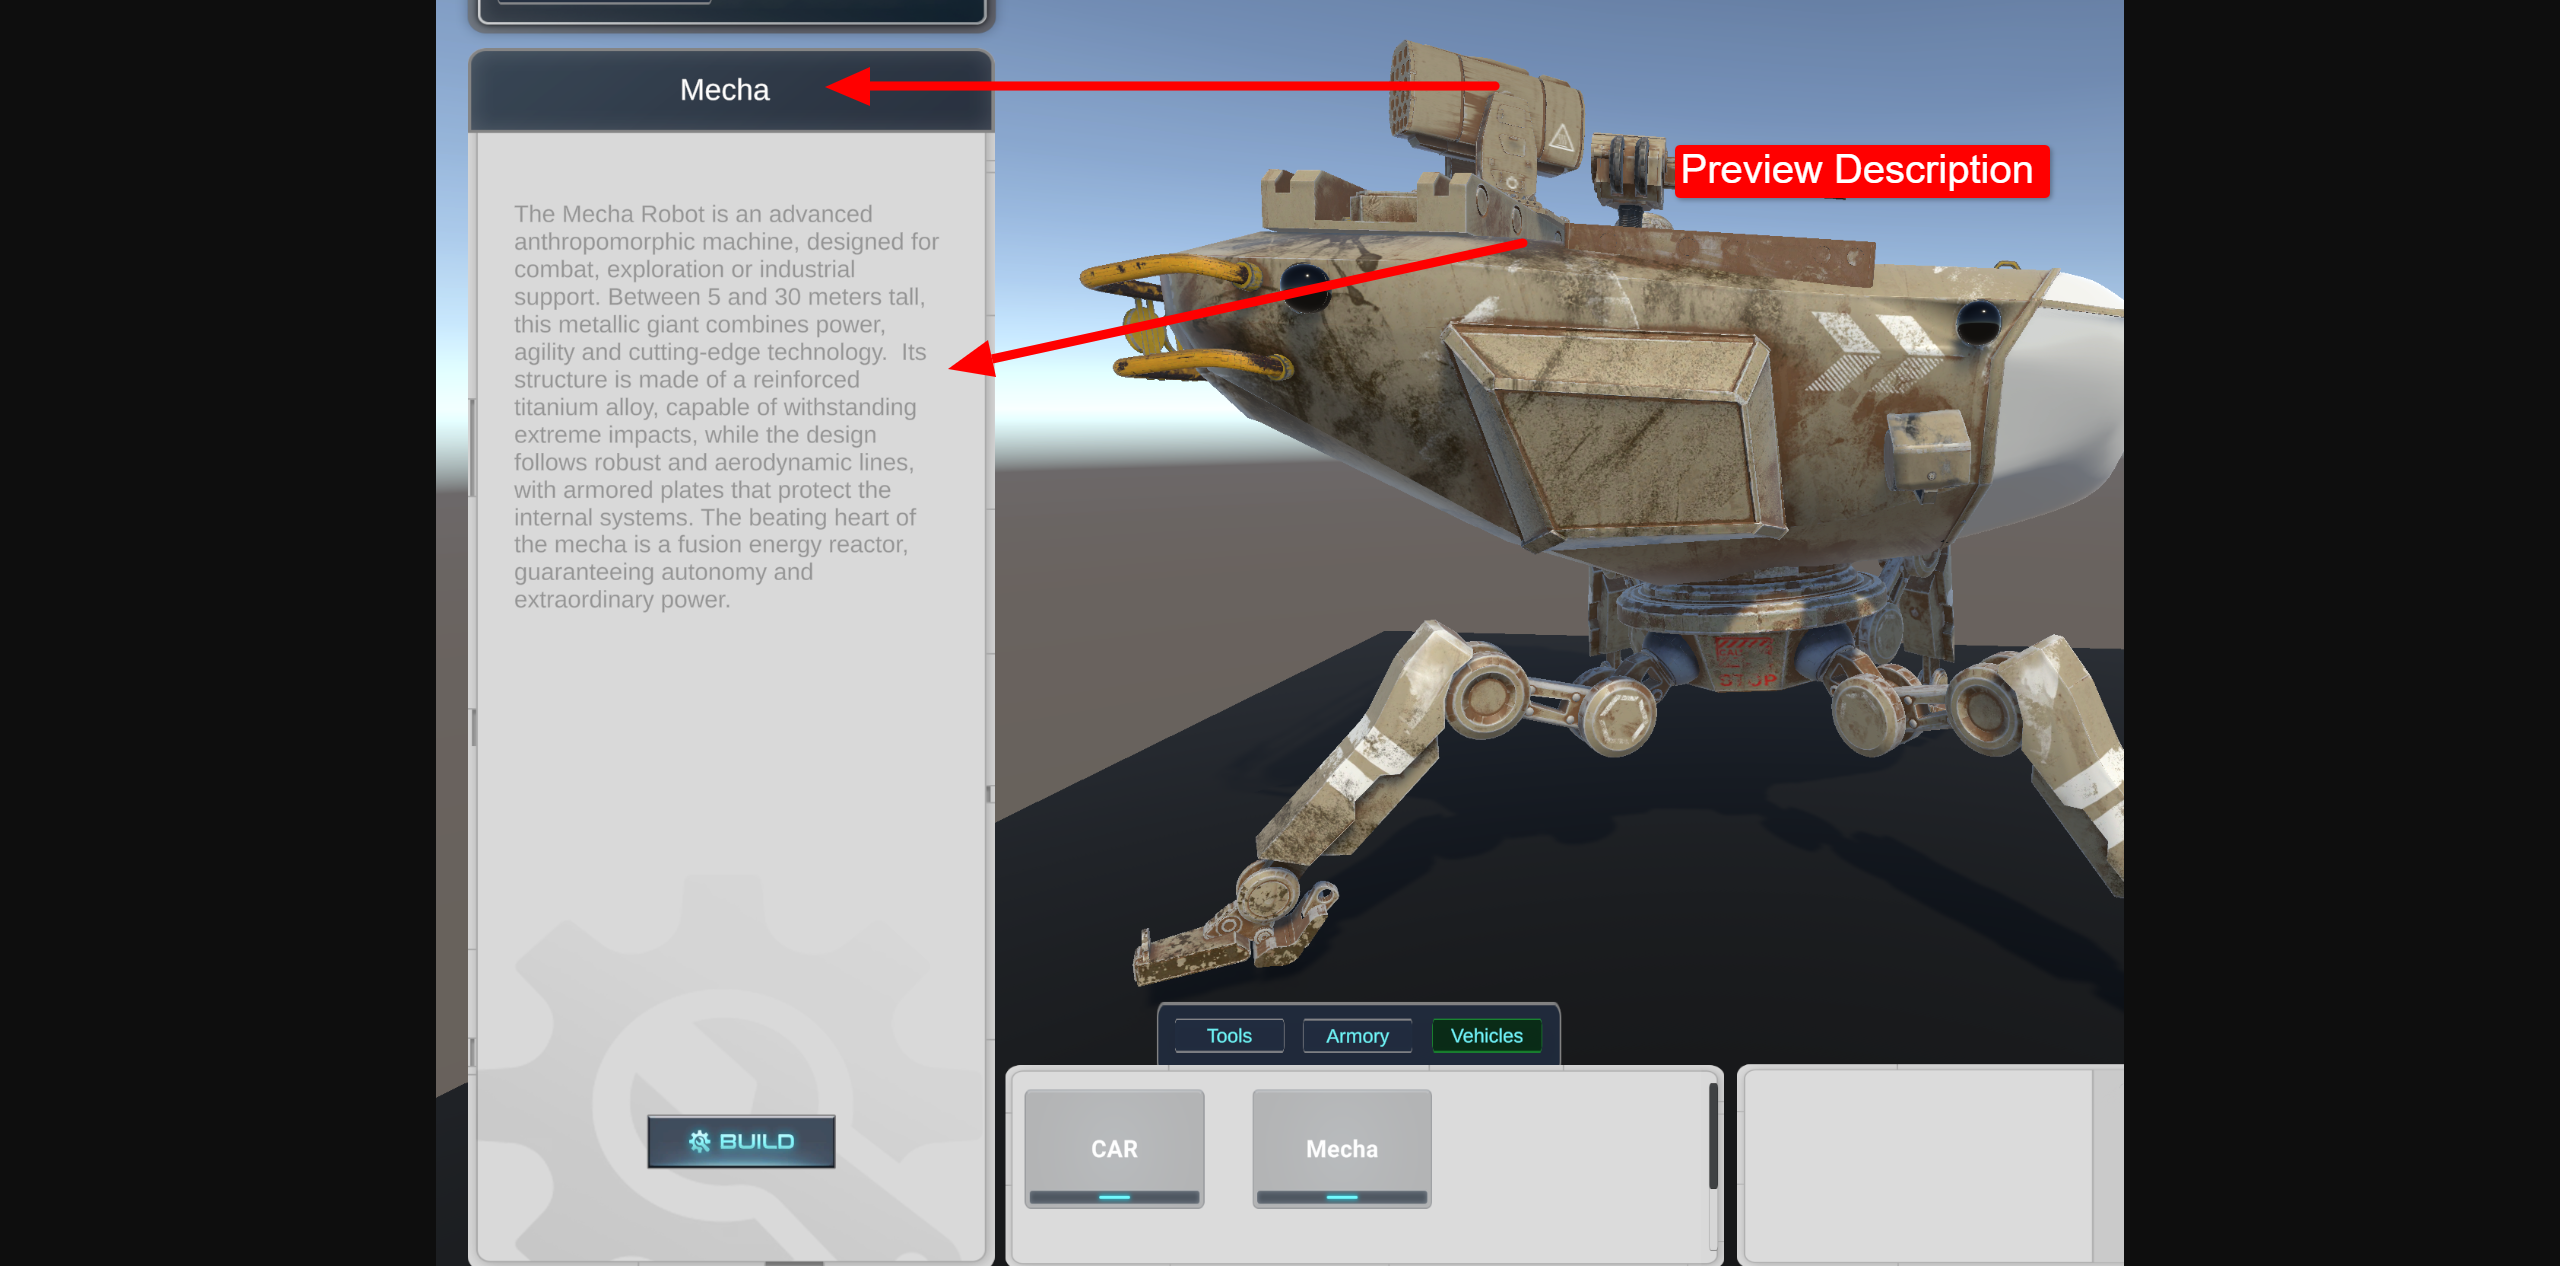 Mecha
Preview Description
The Mecha Robot is an advanced
anthropomorphic machine, designed for
combat, exploration or industrial
support. Between 5 and 30 meters tall,
this metallic giant combines power,
agility and cutting-edge technology.  Its
structure is made of a reinforced
titanium alloy, capable of withstanding
extreme impacts, while the design
follows robust and aerodynamic lines,
with armored plates that protect the
internal systems. The beating heart of
the mecha is a fusion energy reactor,
guaranteeing autonomy and
extraordinary power.
STOP
Tools
Armory
Vehicles
BUILD
CAR
Mecha